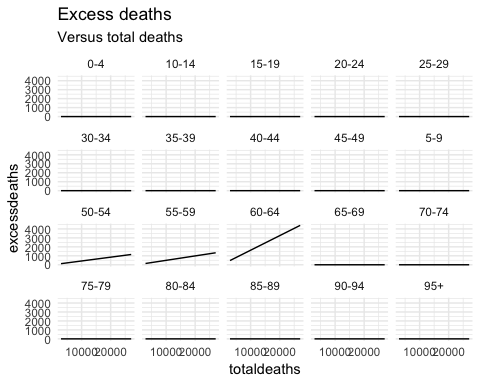 Excess deaths
Versus total deaths
0-4 10-14 15-19 20-24 25-29
4000
3000
2000
1000
0
30-34 35-39 40-44 45-49 5-9
4000
3000
2000
1000
0
50-54 55-59 60-64 65-69 70-74
4000
3000
2000
1000
0
75-79 80-84 85-89 90-94 95+
4000
3000
2000
1000
0
10000 20000 10000 20000 10000 20000 10000 20000 10000 20000
totaldeaths
excessdeaths